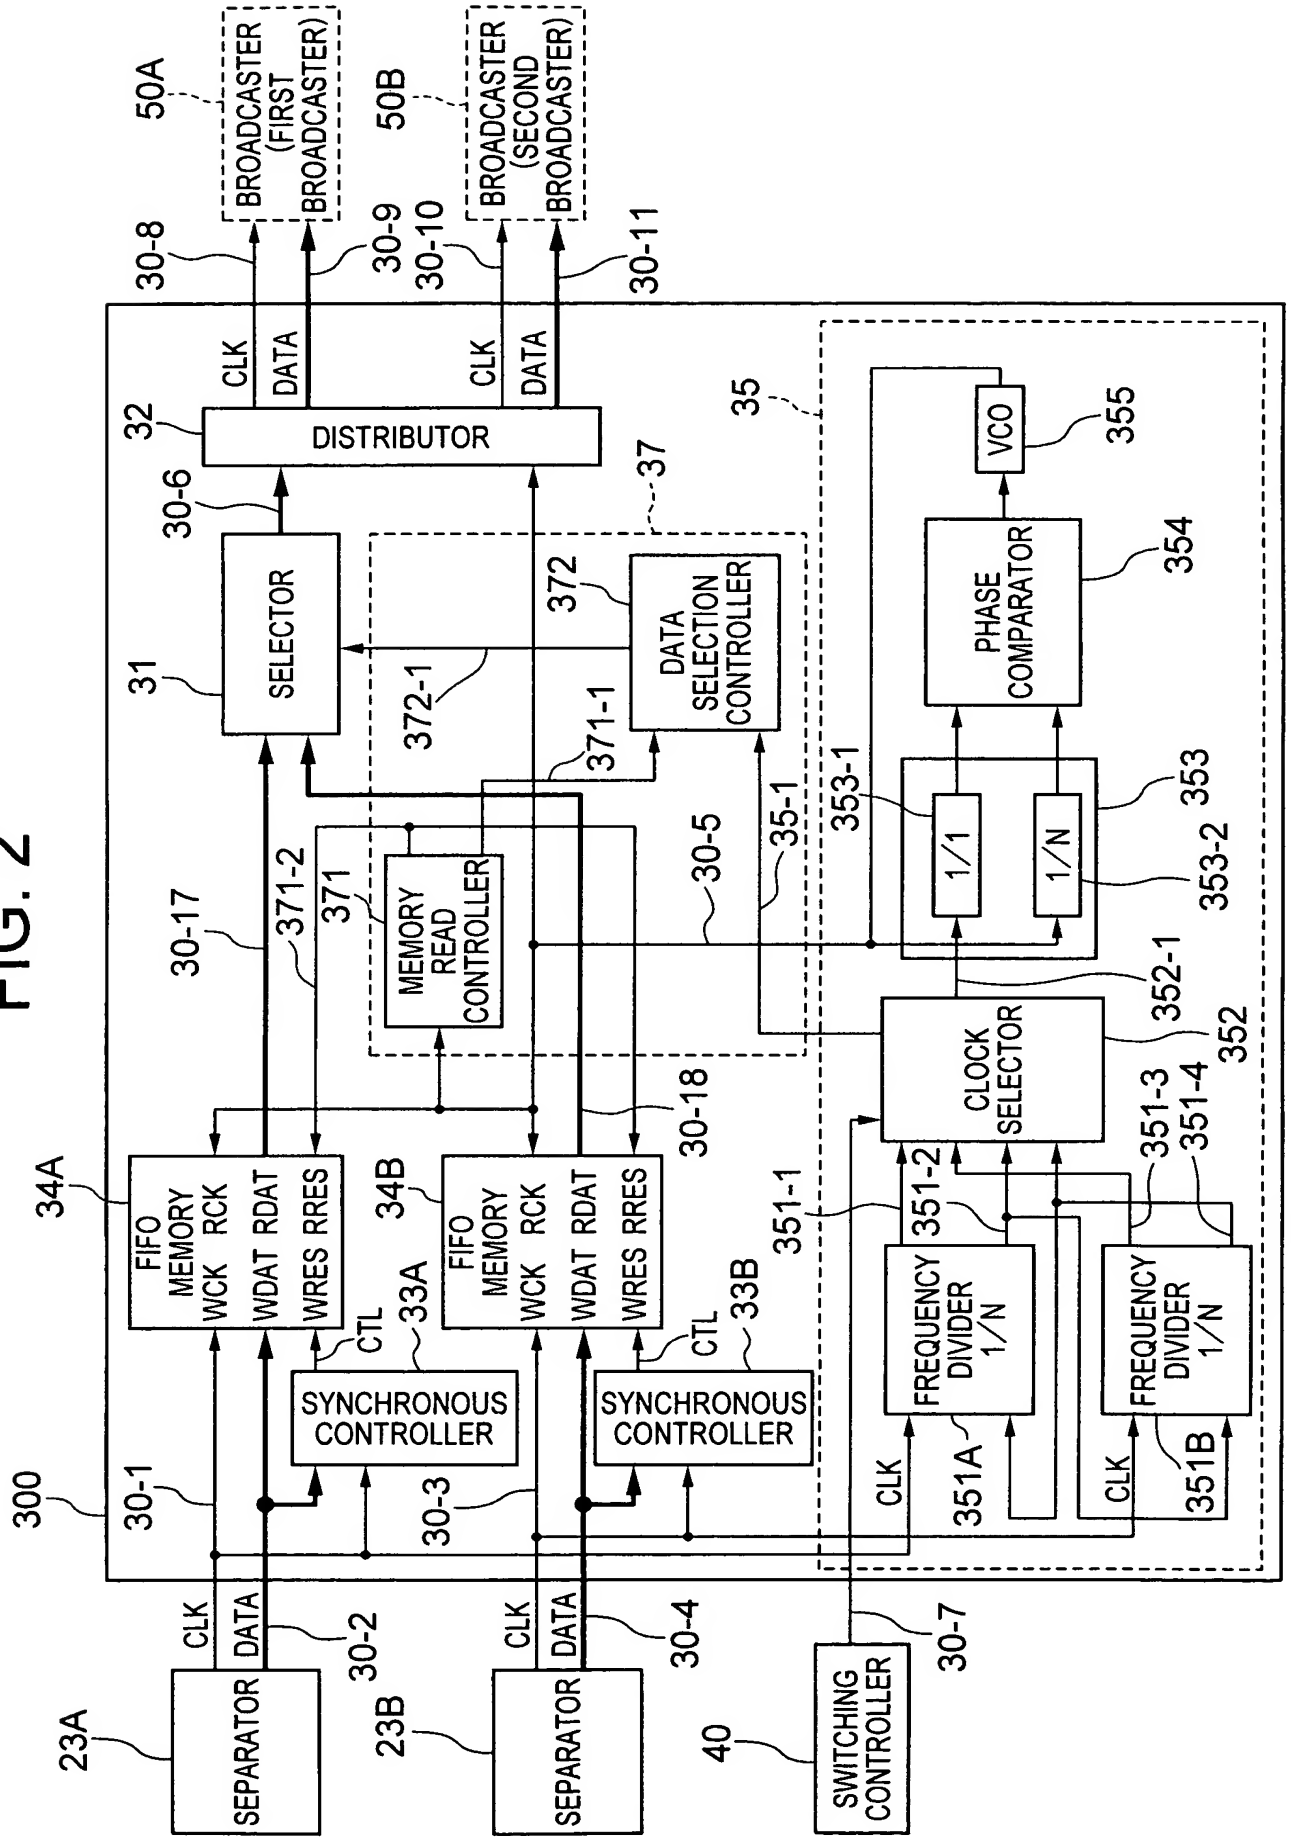 FIG. 2
300
23A
SEPARATOR
CLK
DATA
30-1
30-2
34A
FIFO
MEMORY
WCK RCK
WDAT RDAT
WRES RRES
CTL
33A
SYNCHRONOUS
CONTROLLER
23B
SEPARATOR
CLK
DATA
30-3
30-4
34B
FIFO
MEMORY
WCK RCK
WDAT RDAT
WRES RRES
CTL
33B
SYNCHRONOUS
CONTROLLER
30-17
371-2
30-18
371
MEMORY
READ
CONTROLLER
371-1
372-1
372
DATA
SELECTION
CONTROLLER
37
31
SELECTOR
30-6
32
DISTRIBUTOR
CLK
DATA
30-8
30-9
50A
BROADCASTER
(FIRST
BROADCASTER)
CLK
DATA
30-10
30-11
50B
BROADCASTER
(SECOND
BROADCASTER)
30-5
35-1
35
40
SWITCHING
CONTROLLER
30-7
CLK
351A
FREQUENCY
DIVIDER
1/N
351-1
351-2
CLK
351B
FREQUENCY
DIVIDER
1/N
351-3
351-4
CLOCK
SELECTOR
352
352-1
353-1
1/1
1/N
353-2
353
PHASE
COMPARATOR
354
VCO
355